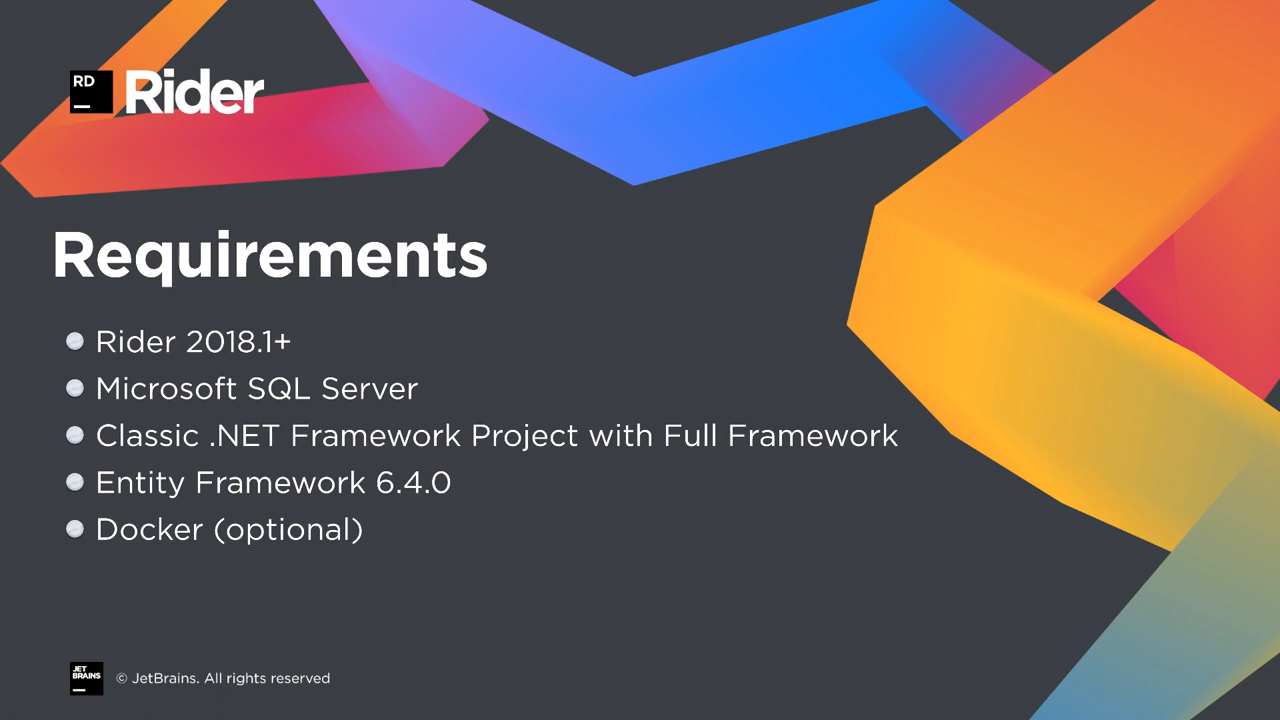 RD
Rider
Requirements
Rider 2018.1+
Microsoft SQL Server
Classic .NET Framework Project with Full Framework
Entity Framework 6.4.0
Docker (optional)
JET
BRAINS
© JetBrains. All rights reserved